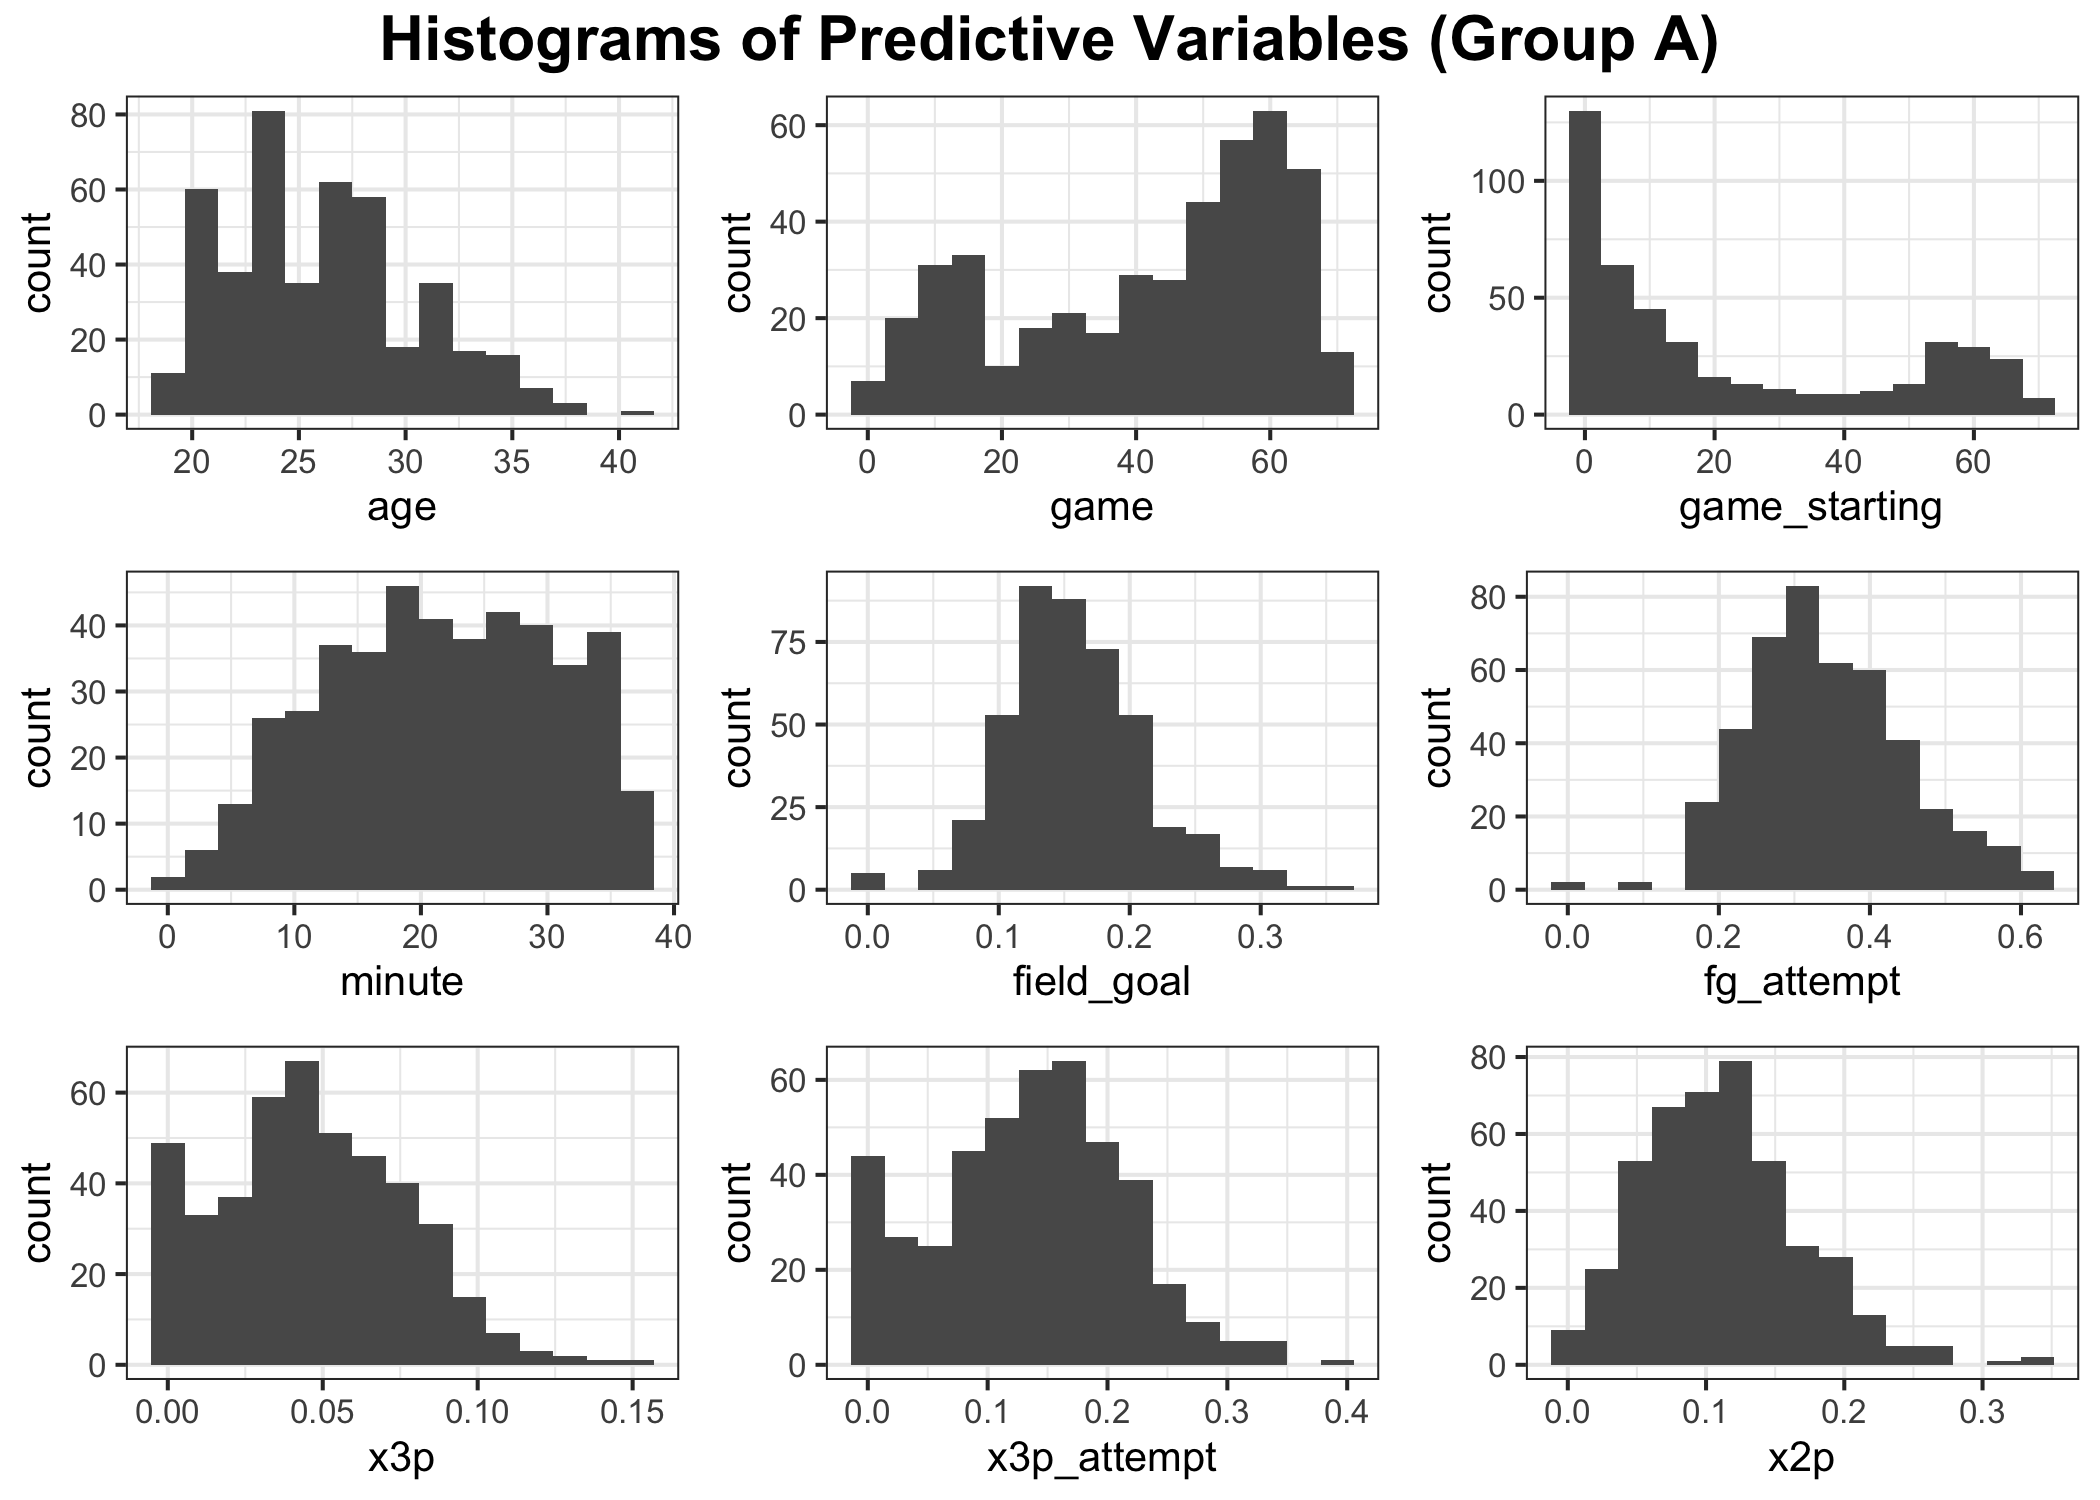 Histograms of Predictive Variables (Group A)
count
80
60
40
20
0
20 25 30 35 40
age
count
60
40
20
0
0 20 40 60
game
count
100
50
0
0 20 40 60
game_starting
count
40
30
20
10
0
0 10 20 30 40
minute
count
75
50
25
0
0.0 0.1 0.2 0.3
field_goal
count
80
60
40
20
0
0.0 0.2 0.4 0.6
fg_attempt
count
60
40
20
0
0.00 0.05 0.10 0.15
x3p
count
60
40
20
0
0.0 0.1 0.2 0.3 0.4
x3p_attempt
count
80
60
40
20
0
0.0 0.1 0.2 0.3
x2p